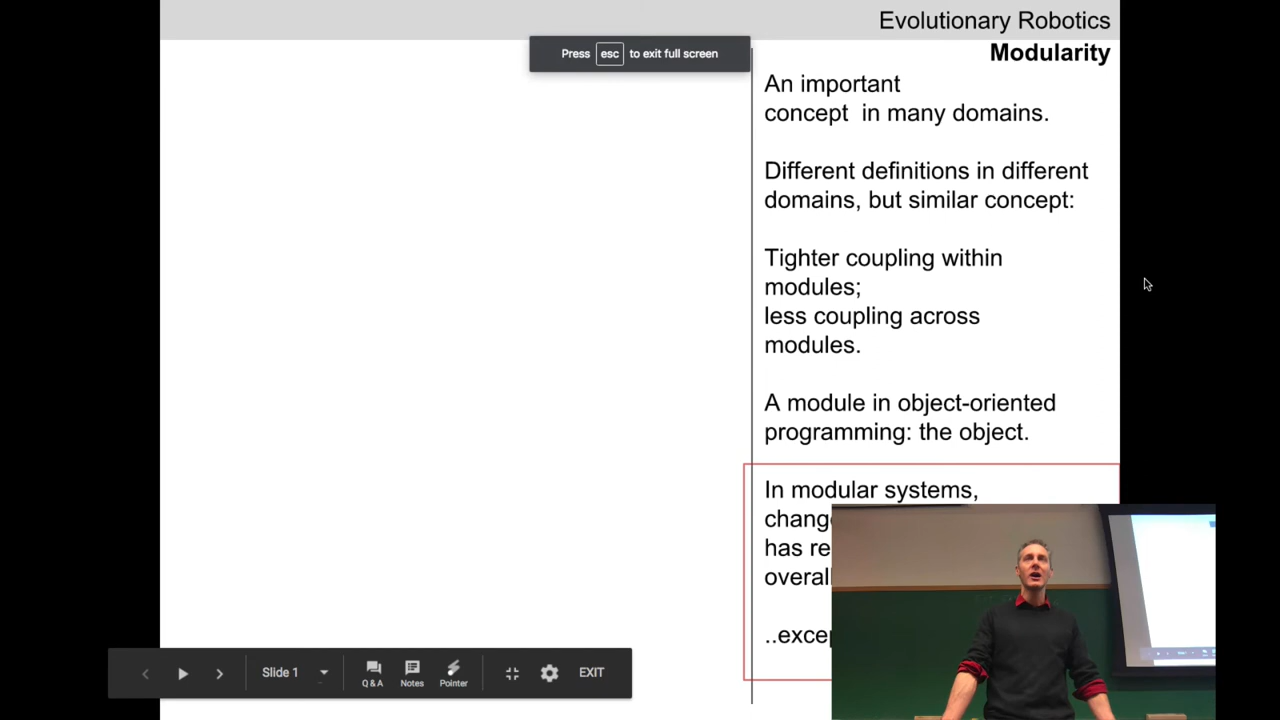 Evolutionary Robotics
Press esc to exit full screen
Modularity
An important
concept in many domains.
Different definitions in different
domains, but similar concept:
Tighter coupling within
modules;
less coupling across
modules.
A module in object-oriented
programming: the object.
In modular systems,
has
Slide 1
Q & A
Notes
Pointer
EXIT